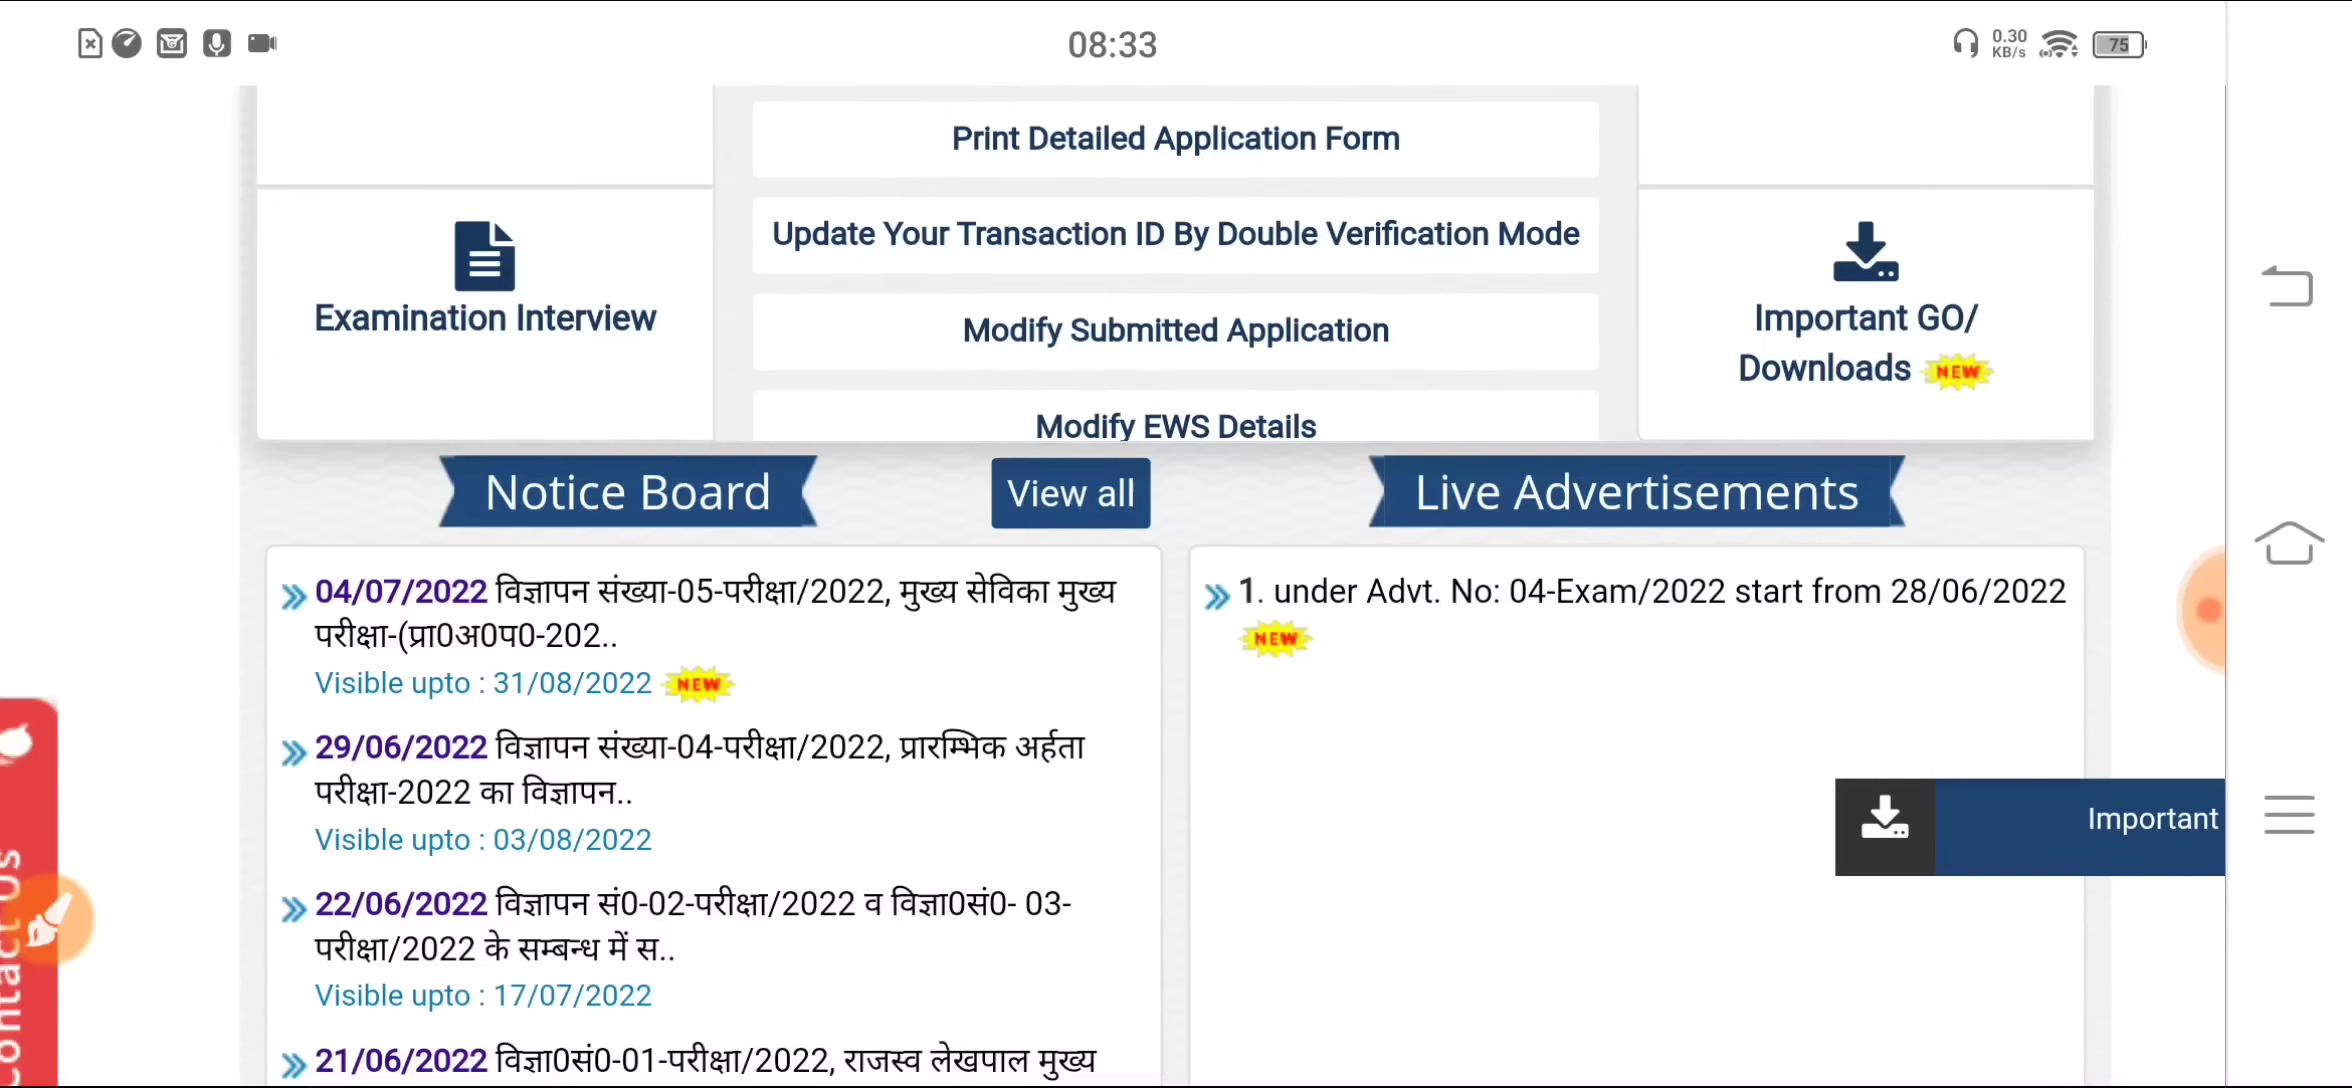 08:33
0.30
KB/s
75
Print Detailed Application Form
Update Your Transaction ID By Double Verification Mode
Modify Submitted Application
Modify EWS Details
Examination Interview
Important GO/
Downloads NEW
Notice Board
View all
Live Advertisements
04/07/2022 विज्ञापन संख्या-05-परीक्षा/2022, मुख्य सेविका मुख्य
परीक्षा-(प्रा0अ0प0-202..
Visible upto : 31/08/2022 NEW
29/06/2022 विज्ञापन संख्या-04-परीक्षा/2022, प्रारम्भिक अर्हता
परीक्षा-2022 का विज्ञापन..
Visible upto : 03/08/2022
22/06/2022 विज्ञापन सं0-02-परीक्षा/2022 व विज्ञा0सं0- 03-
परीक्षा/2022 के सम्बन्ध में स..
Visible upto : 17/07/2022
21/06/2022 विज्ञा0सं0-01-परीक्षा/2022, राजस्व लेखपाल मुख्य
1. under Advt. No: 04-Exam/2022 start from 28/06/2022
NEW
Important
Contact Us